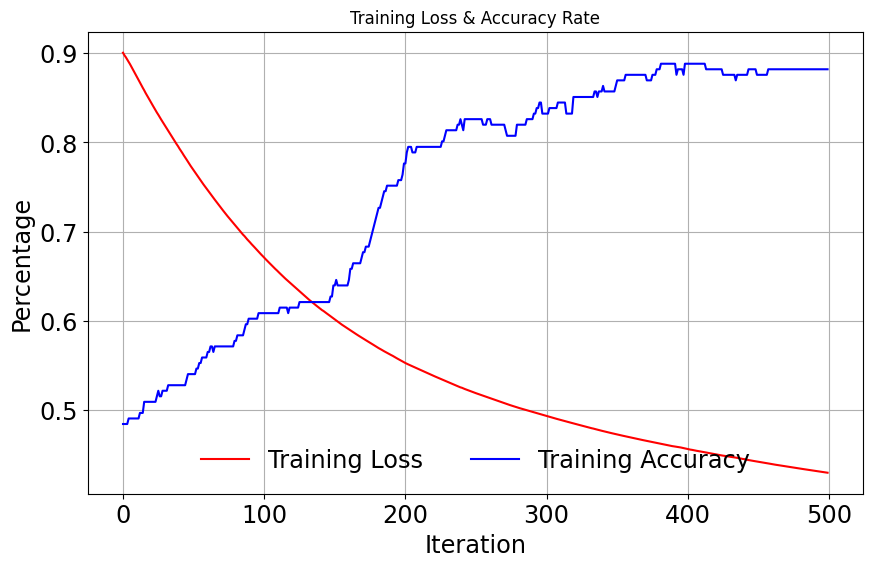 Training Loss & Accuracy Rate
0.9
0.8
0.7
0.6
0.5
Percentage
Training Loss Training Accuracy
0 100 200 300 400 500
Iteration